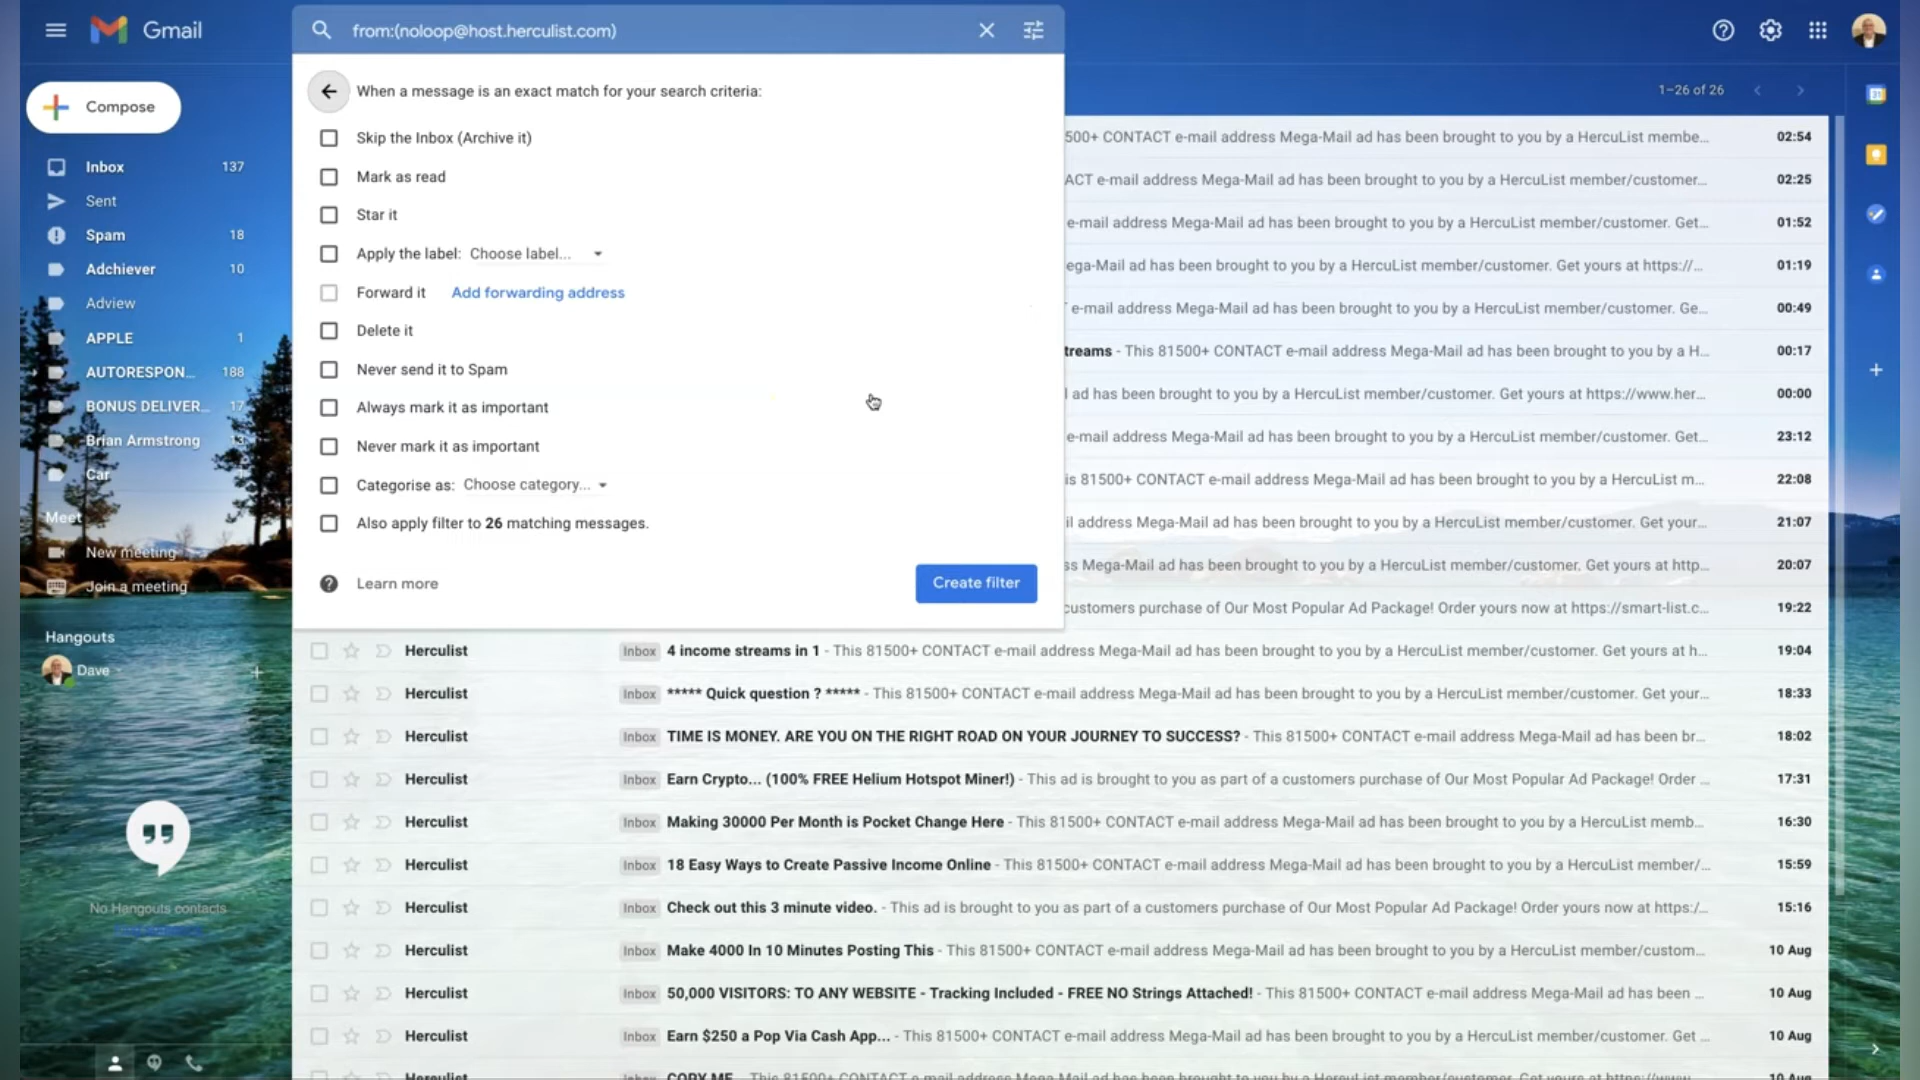 Gmail
from:(noloop@host.herculist.com)
Compose
Inbox 137
Sent
Spam 18
Adchiever 10
Adview
APPLE 1
AUTORESPON... 188
BONUS DELIVER... 17
Brian Armstrong 13
Car
Meet
New meeting
Join a meeting
Hangouts
Dave
No Hangouts contacts
When a message is an exact match for your search criteria:
Skip the Inbox (Archive it)
Mark as read
Star it
Apply the label: Choose label...
Forward it Add forwarding address
Delete it
Never send it to Spam
Always mark it as important
Never mark it as important
Categorise as: Choose category...
Also apply filter to 26 matching messages.
Learn more
Create filter
1–26 of 26
500+ CONTACT e-mail address Mega-Mail ad has been brought to you by a HercuList membe... 02:54
ACT e-mail address Mega-Mail ad has been brought to you by a HercuList member/customer... 02:25
e-mail address Mega-Mail ad has been brought to you by a HercuList member/customer. Get... 01:52
ega-Mail ad has been brought to you by a HercuList member/customer. Get yours at https://... 01:19
e-mail address Mega-Mail ad has been brought to you by a HercuList member/customer. Ge... 00:49
treams - This 81500+ CONTACT e-mail address Mega-Mail ad has been brought to you by a H... 00:17
ad has been brought to you by a HercuList member/customer. Get yours at https://www.her... 00:00
e-mail address Mega-Mail ad has been brought to you by a HercuList member/customer. Get... 23:12
is 81500+ CONTACT e-mail address Mega-Mail ad has been brought to you by a HercuList m... 22:08
il address Mega-Mail ad has been brought to you by a HercuList member/customer. Get your... 21:07
ss Mega-Mail ad has been brought to you by a HercuList member/customer. Get yours at http... 20:07
customers purchase of Our Most Popular Ad Package! Order yours now at https://smart-list.c... 19:22
Herculist Inbox 4 income streams in 1 - This 81500+ CONTACT e-mail address Mega-Mail ad has been brought to you by a HercuList member/customer. Get yours at h... 19:04
Herculist Inbox ***** Quick question ? ***** - This 81500+ CONTACT e-mail address Mega-Mail ad has been brought to you by a HercuList member/customer. Get your... 18:33
Herculist Inbox TIME IS MONEY. ARE YOU ON THE RIGHT ROAD ON YOUR JOURNEY TO SUCCESS? - This 81500+ CONTACT e-mail address Mega-Mail ad has been br... 18:02
Herculist Inbox Earn Crypto... (100% FREE Helium Hotspot Miner!) - This ad is brought to you as part of a customers purchase of Our Most Popular Ad Package! Order ... 17:31
Herculist Inbox Making 30000 Per Month is Pocket Change Here - This 81500+ CONTACT e-mail address Mega-Mail ad has been brought to you by a HercuList memb... 16:30
Herculist Inbox 18 Easy Ways to Create Passive Income Online - This 81500+ CONTACT e-mail address Mega-Mail ad has been brought to you by a HercuList member/... 15:59
Herculist Inbox Check out this 3 minute video. - This ad is brought to you as part of a customers purchase of Our Most Popular Ad Package! Order yours now at https:/... 15:16
Herculist Inbox Make 4000 In 10 Minutes Posting This - This 81500+ CONTACT e-mail address Mega-Mail ad has been brought to you by a HercuList member/custom... 10 Aug
Herculist Inbox 50,000 VISITORS: TO ANY WEBSITE - Tracking Included - FREE NO Strings Attached! - This 81500+ CONTACT e-mail address Mega-Mail ad has been ... 10 Aug
Herculist Inbox Earn $250 a Pop Via Cash App... - This 81500+ CONTACT e-mail address Mega-Mail ad has been brought to you by a HercuList member/customer. Get ... 10 Aug
Herculist Inbox COPY ME - This 81500+ CONTACT e-mail address Mega-Mail ad has been brought to you by a HercuList member/customer. Get yours at https://www... 10 Aug